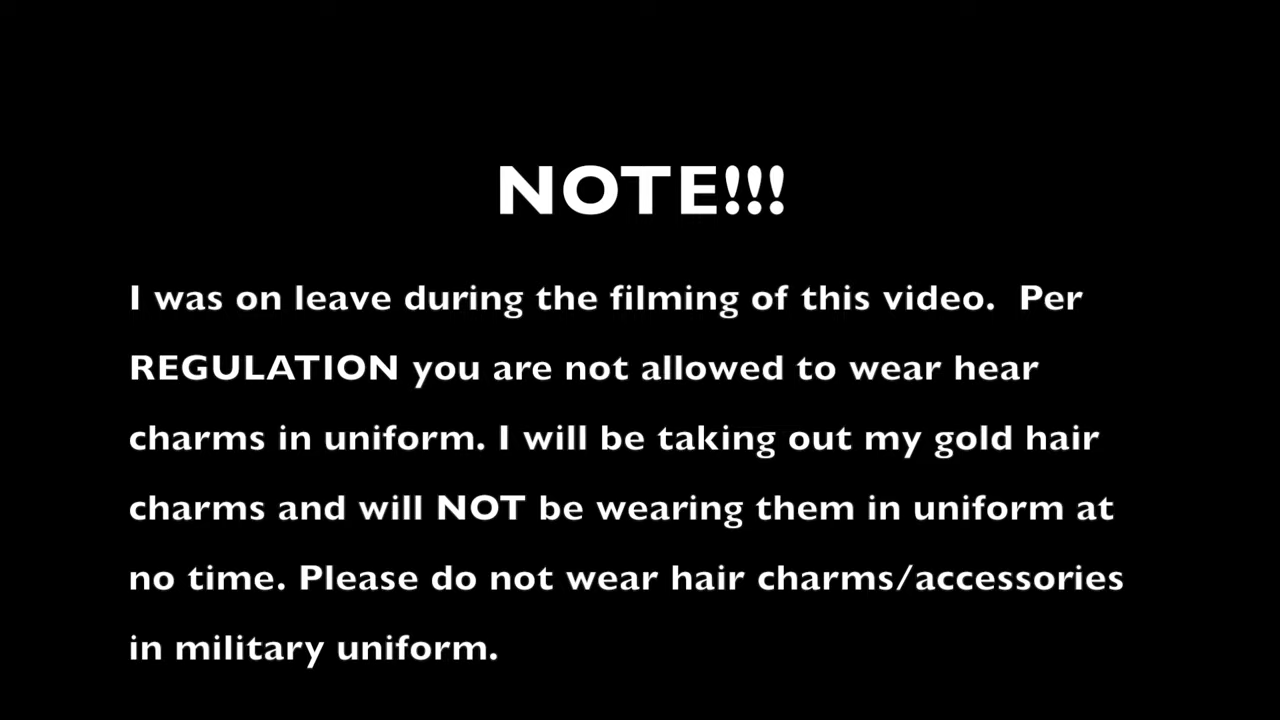 NOTE!!!
I was on leave during the filming of this video.  Per
REGULATION you are not allowed to wear hear
charms in uniform. I will be taking out my gold hair
charms and will NOT be wearing them in uniform at
no time. Please do not wear hair charms/accessories
in military uniform.